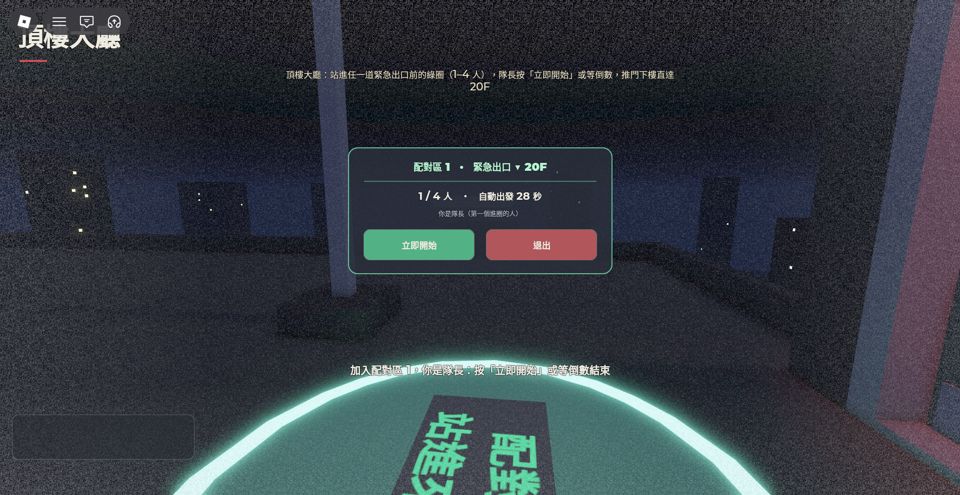 頂樓大廳
頂樓大廳：站進任一道緊急出口前的綠圈（1–4 人），隊長按「立即開始」或等倒數，推門下樓直達
20F
配對區 1 • 緊急出口 ▼ 20F
1 / 4 人 • 自動出發 28 秒
你是隊長（第一個進圈的人）
立即開始
退出
加入配對區 1。你是隊長：按「立即開始」或等倒數結束
配對
站進